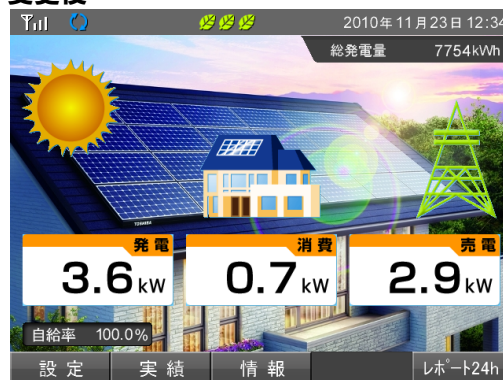 変更後
2010年11月23日 12:34
総発電量 7754kWh
発電 消費 売電
3.6kW 0.7kW 2.9kW
自給率 100.0%
設定 実績 情報 レポート24H